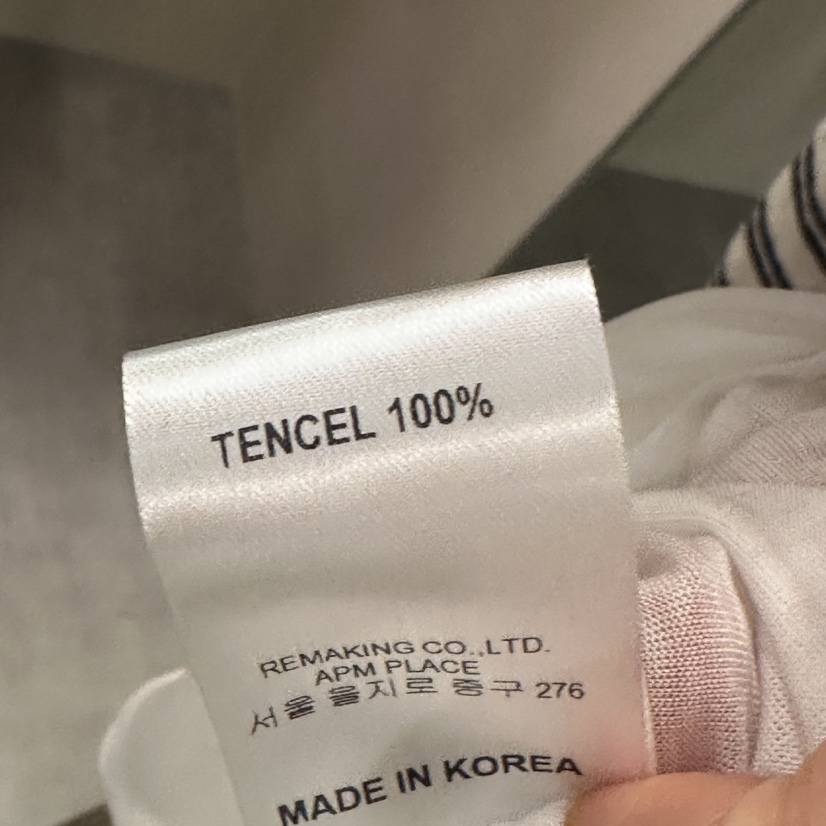 TENCEL 100%
REMAKING CO.,LTD.
APM PLACE
서울 을지로 중구 276
MADE IN KOREA